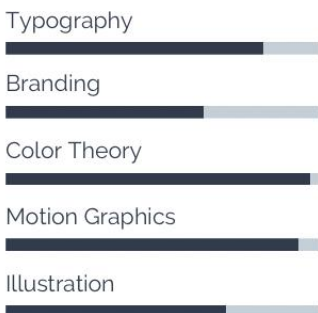 Typography
Branding
Color Theory
Motion Graphics
Illustration